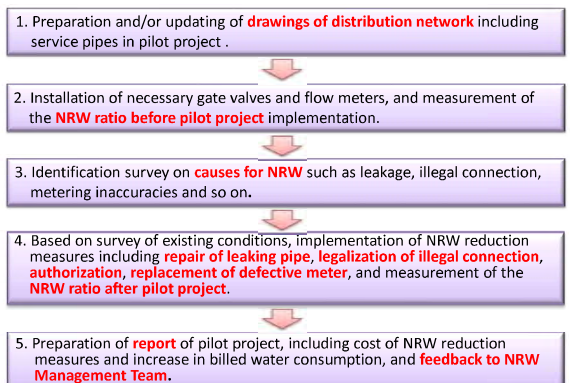 1. Preparation and/or updating of drawings of distribution network including
service pipes in pilot project .
2. Installation of necessary gate valves and flow meters, and measurement of
the NRW ratio before pilot project implementation.
3. Identification survey on causes for NRW such as leakage, illegal connection,
metering inaccuracies and so on.
4. Based on survey of existing conditions, implementation of NRW reduction
measures including repair of leaking pipe, legalization of illegal connection,
authorization, replacement of defective meter, and measurement of the
NRW ratio after pilot project.
5. Preparation of report of pilot project, including cost of NRW reduction
measures and increase in billed water consumption, and feedback to NRW
Management Team.